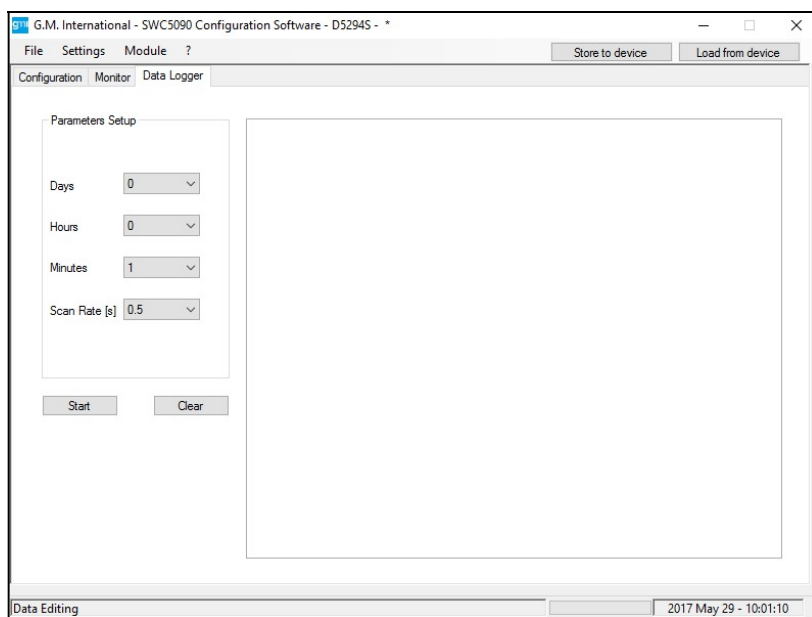 gmi G.M. International - SWC5090 Configuration Software - D5294S - *
File Settings Module ? Store to device Load from device
Configuration Monitor Data Logger
Parameters Setup
Days 0
Hours 0
Minutes 1
Scan Rate [s] 0.5
Start Clear
Data Editing 2017 May 29 - 10:01:10